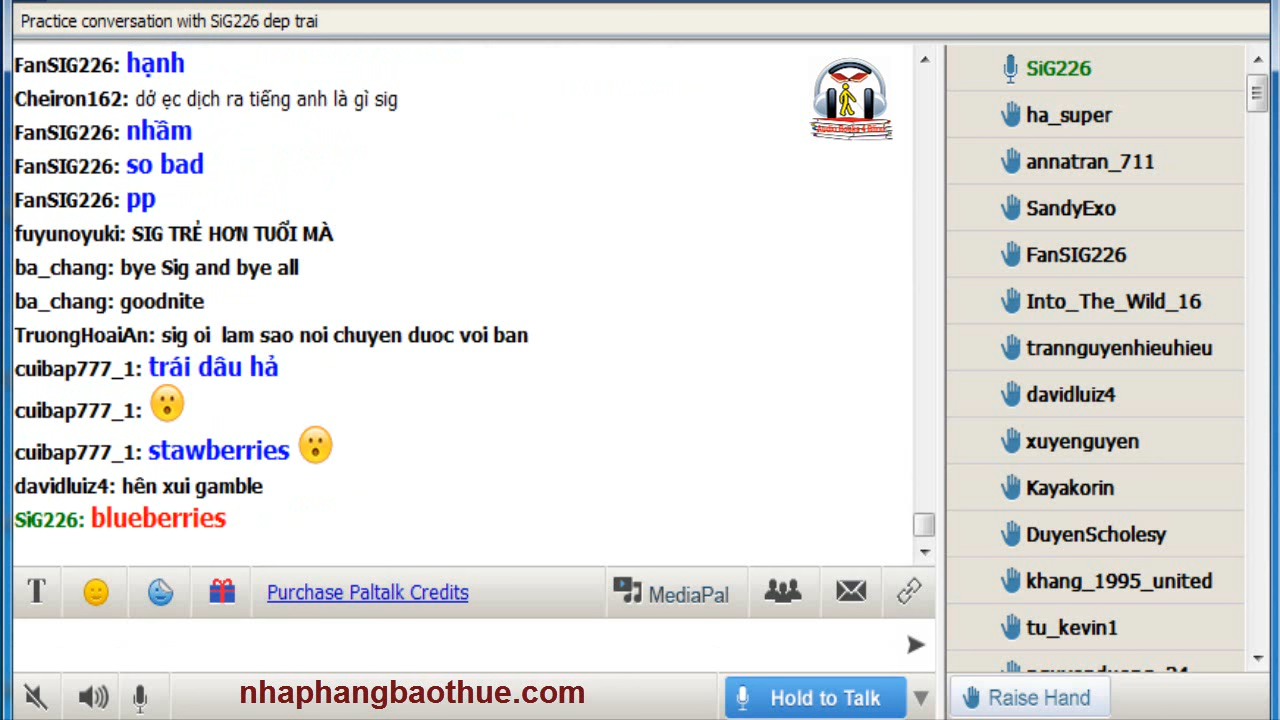 Practice conversation with SiG226 dep trai
FanSIG226: hạnh
Cheiron162: dở ẹc dịch ra tiếng anh là gì sig
FanSIG226: nhầm
FanSIG226: so bad
FanSIG226: pp
fuyunoyuki: SIG TRẺ HƠN TUỔI MÀ
ba_chang: bye Sig and bye all
ba_chang: goodnite
TruongHoaiAn: sig oi lam sao noi chuyen duoc voi ban
cuibap777_1: trái dâu hả
cuibap777_1:
cuibap777_1: stawberries
davidluiz4: hên xui gamble
SiG226: blueberries
SiG226
ha_super
annatran_711
SandyExo
FanSIG226
Into_The_Wild_16
trannguyenhieuhieu
davidluiz4
xuyenguyen
Kayakorin
DuyenScholesy
khang_1995_united
tu_kevin1
T
Purchase Paltalk Credits
MediaPal
nhaphangbaothue.com
Hold to Talk
Raise Hand